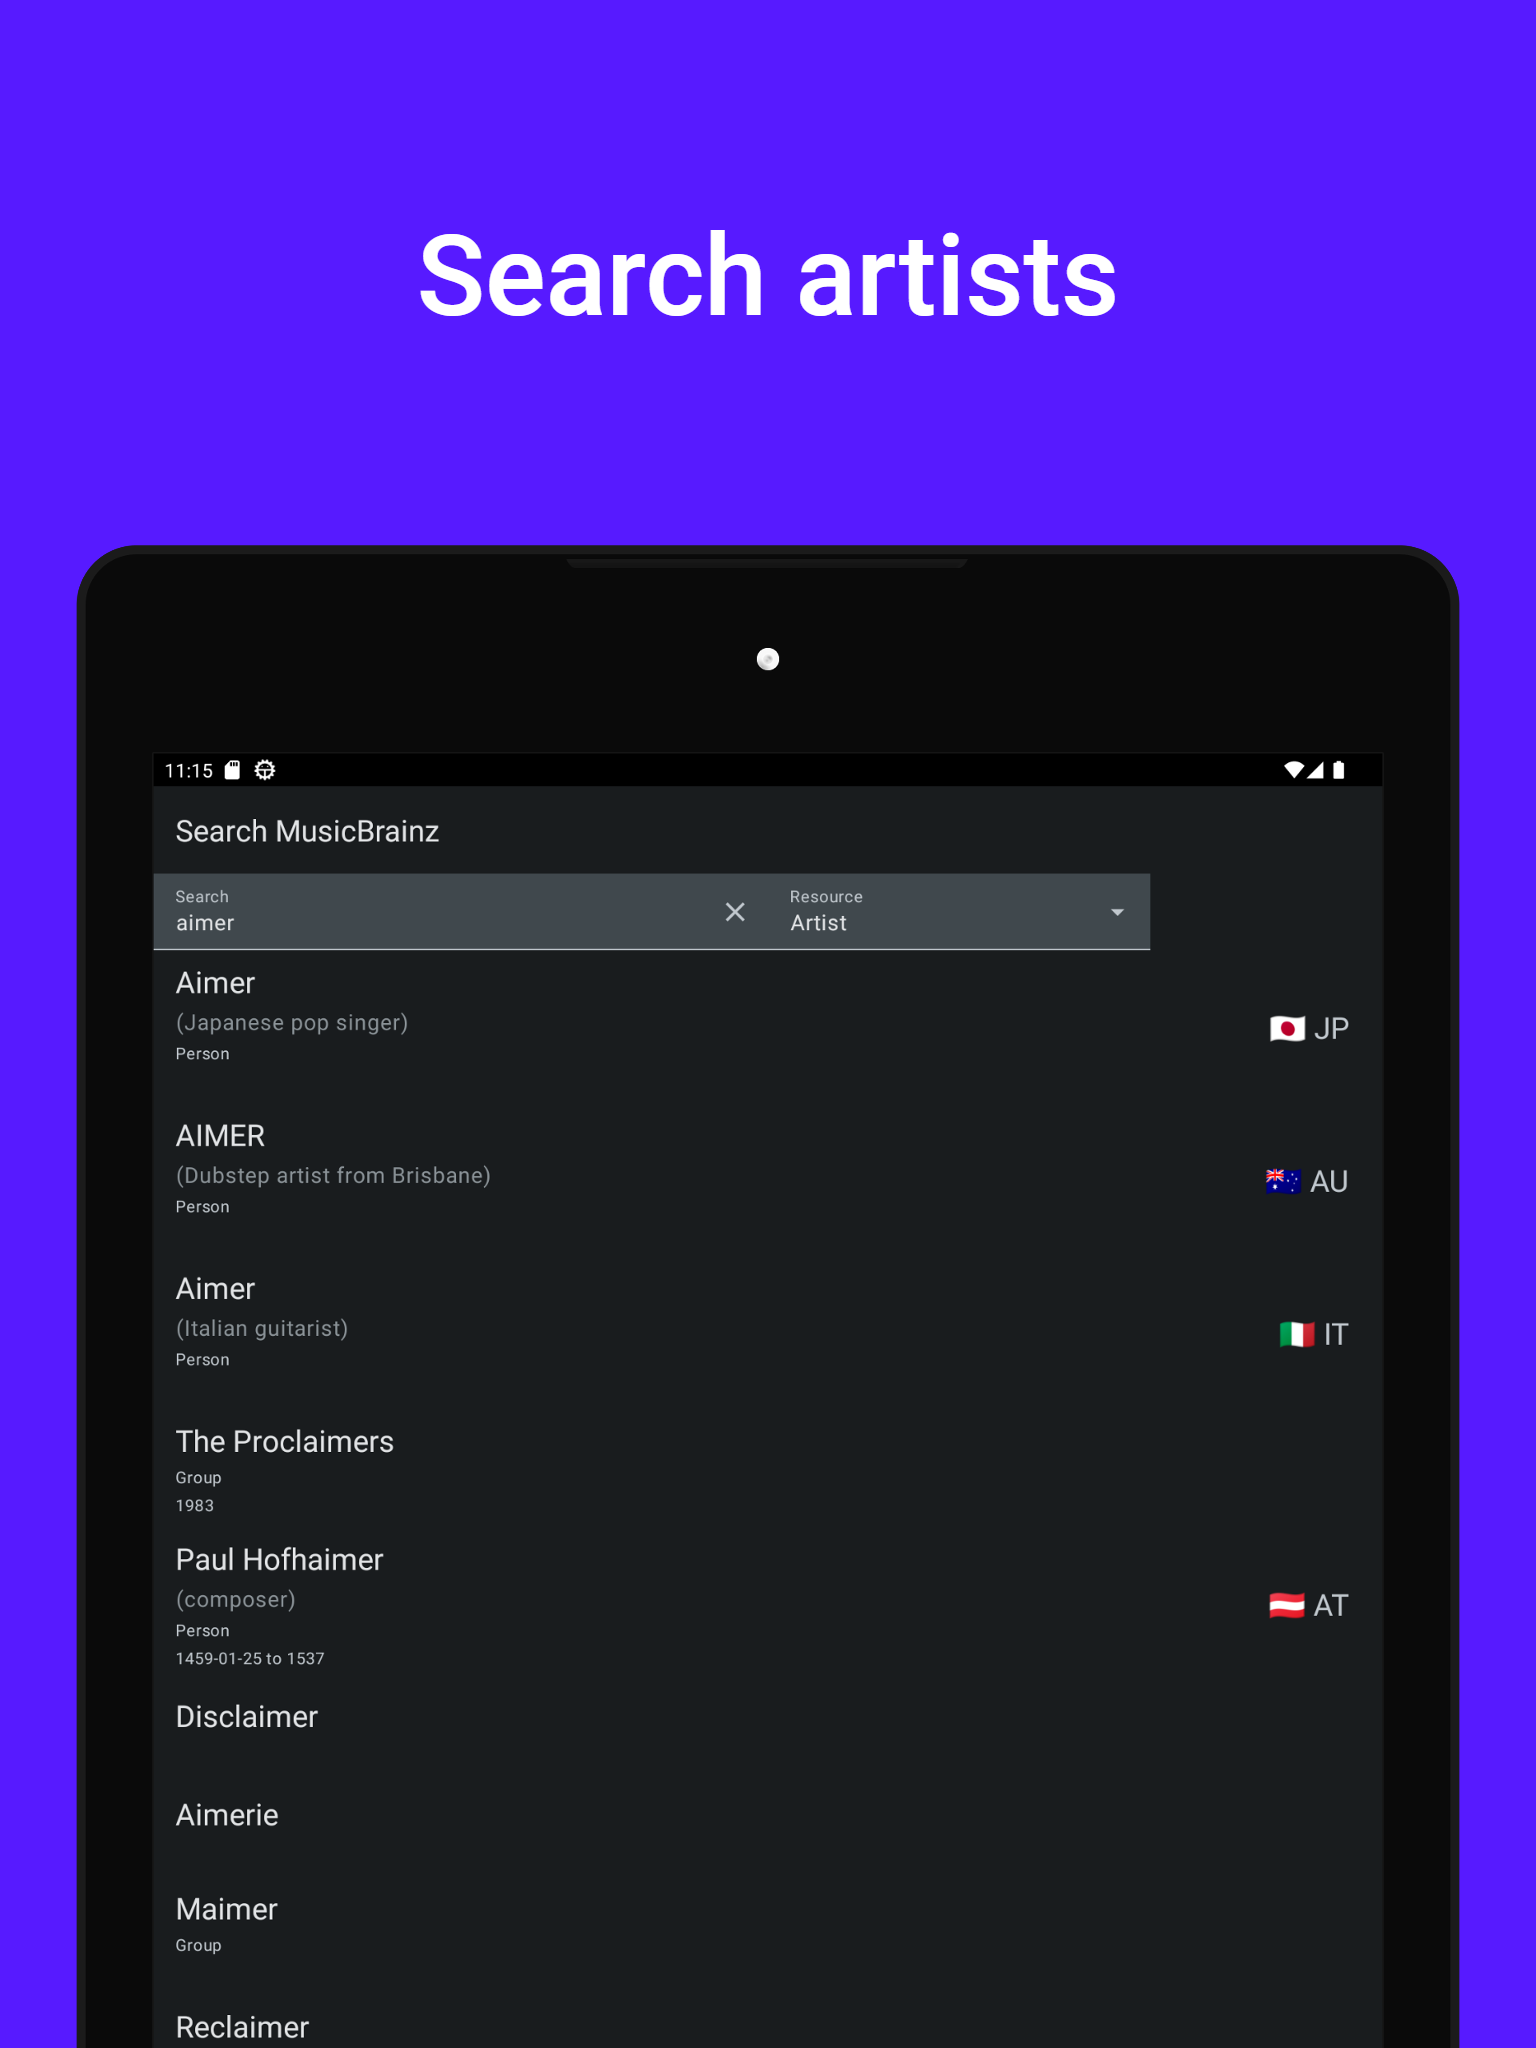 Search artists
11:15
Search MusicBrainz
Search
aimer
Resource
Artist
Aimer
(Japanese pop singer)
Person
🇯🇵 JP
AIMER
(Dubstep artist from Brisbane)
Person
🇦🇺 AU
Aimer
(Italian guitarist)
Person
🇮🇹 IT
The Proclaimers
Group
1983
Paul Hofhaimer
(composer)
Person
1459-01-25 to 1537
🇦🇹 AT
Disclaimer
Aimerie
Maimer
Group
Reclaimer